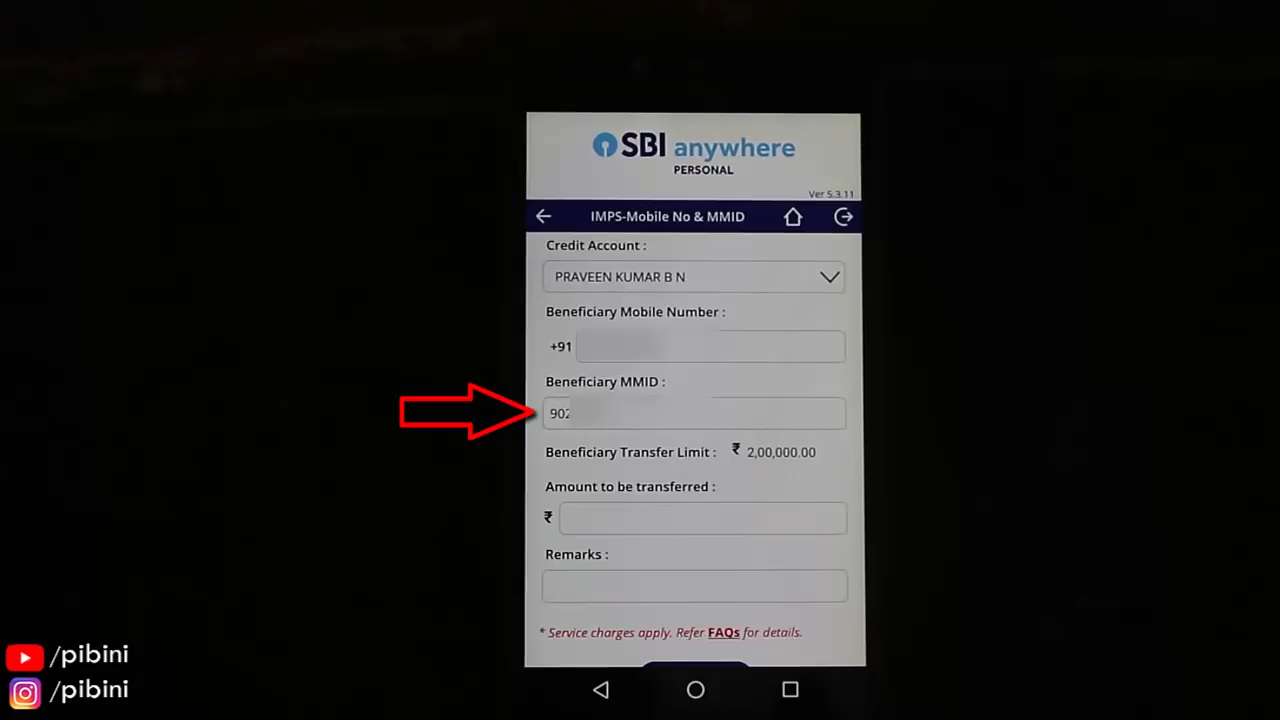 SBI anywhere
PERSONAL
Ver 5.3.11
IMPS-Mobile No & MMID
Credit Account :
PRAVEEN KUMAR B N
Beneficiary Mobile Number :
+91
Beneficiary MMID :
902
Beneficiary Transfer Limit : ₹ 2,00,000.00
Amount to be transferred :
₹
Remarks :
* Service charges apply. Refer FAQs for details.
/pibini
/pibini